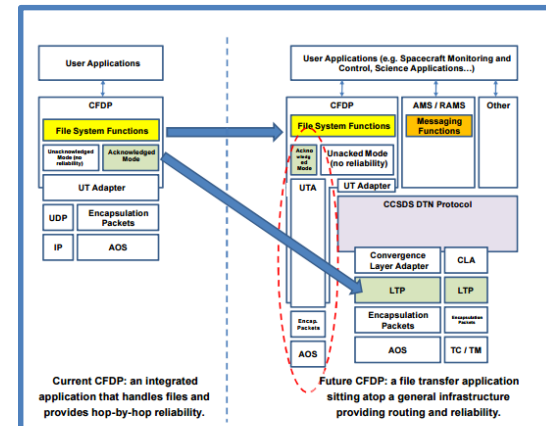 User Applications
CFDP
File System Functions
Unacknowledged
Mode (no
reliability)
Acknowledged
Mode
UT Adapter
UDP
Encapsulation
Packets
IP
AOS
Current CFDP: an integrated
application that handles files and
provides hop-by-hop reliability.
User Applications (e.g. Spacecraft Monitoring and
Control, Science Applications…)
CFDP
AMS / RAMS
Other
File System Functions
Messaging
Functions
Ackno
wledg
ed
Mode
Unacked Mode
(no reliability)
UTA
UT Adapter
CCSDS DTN Protocol
Convergence
Layer Adapter
CLA
LTP
LTP
Encap.
Packets
Encapsulation
Packets
Encapsulation
Packets
AOS
AOS
TC / TM
Future CFDP: a file transfer application
sitting atop a general infrastructure
providing routing and reliability.